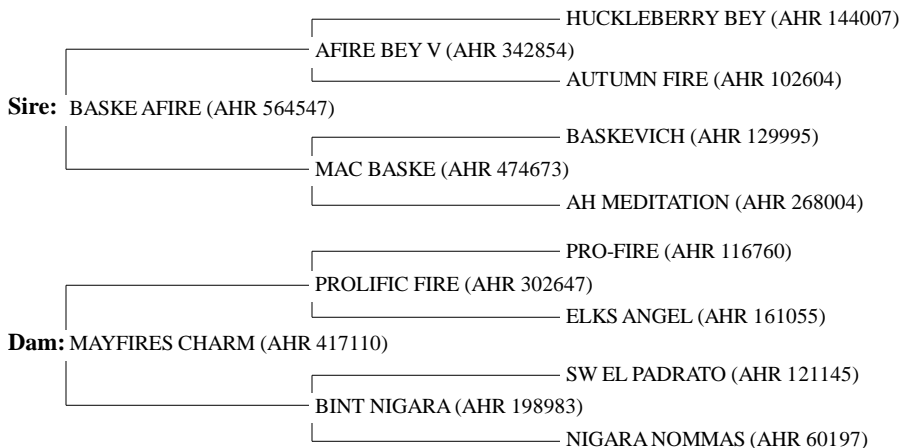 HUCKLEBERRY BEY (AHR 144007)
AFIRE BEY V (AHR 342854)
AUTUMN FIRE (AHR 102604)
Sire: BASKE AFIRE (AHR 564547)
BASKEVICH (AHR 129995)
MAC BASKE (AHR 474673)
AH MEDITATION (AHR 268004)
PRO-FIRE (AHR 116760)
PROLIFIC FIRE (AHR 302647)
ELKS ANGEL (AHR 161055)
Dam: MAYFIRES CHARM (AHR 417110)
SW EL PADRATO (AHR 121145)
BINT NIGARA (AHR 198983)
NIGARA NOMMAS (AHR 60197)